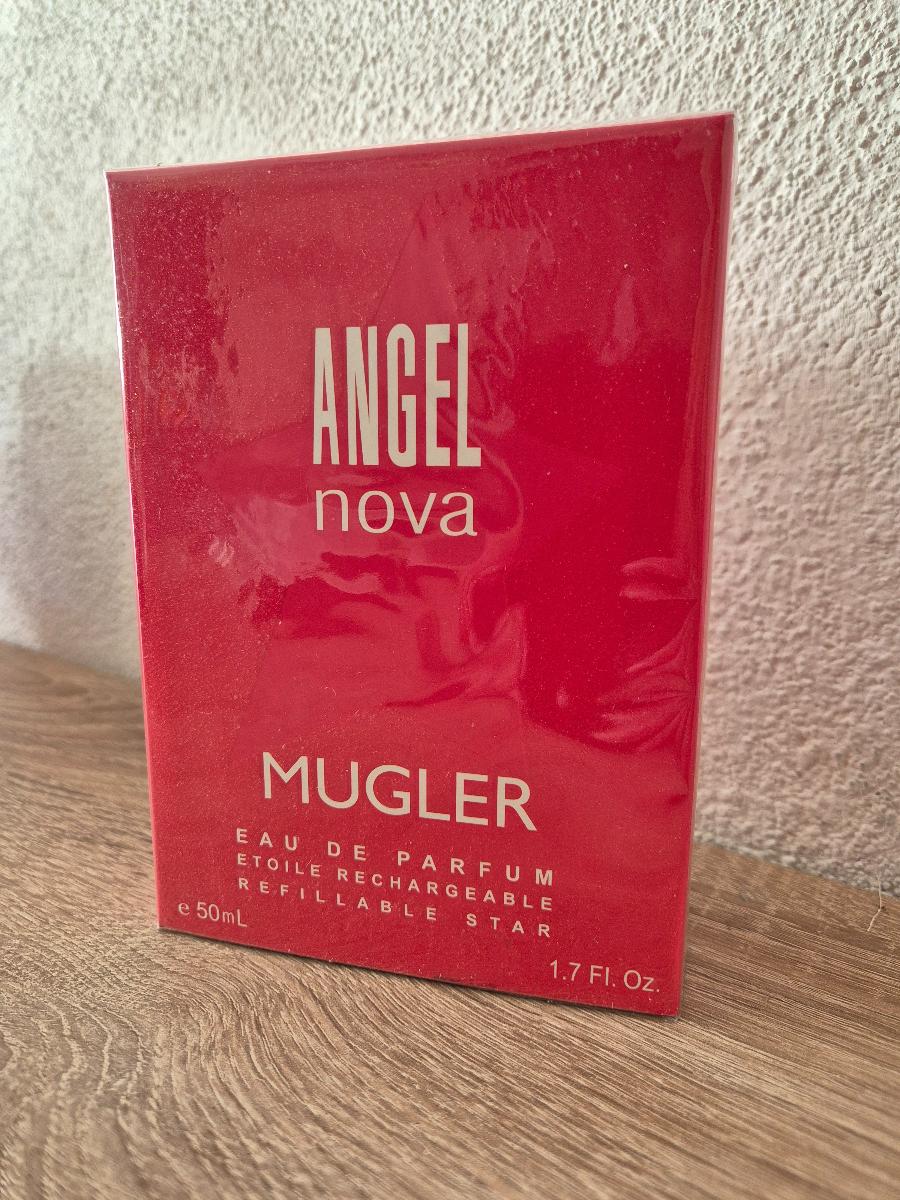 ANGEL
nova
MUGLER
EAU DE PARFUM
ETOILE RECHARGEABLE
REFILLABLE STAR
e 50mL
1.7 Fl. Oz.